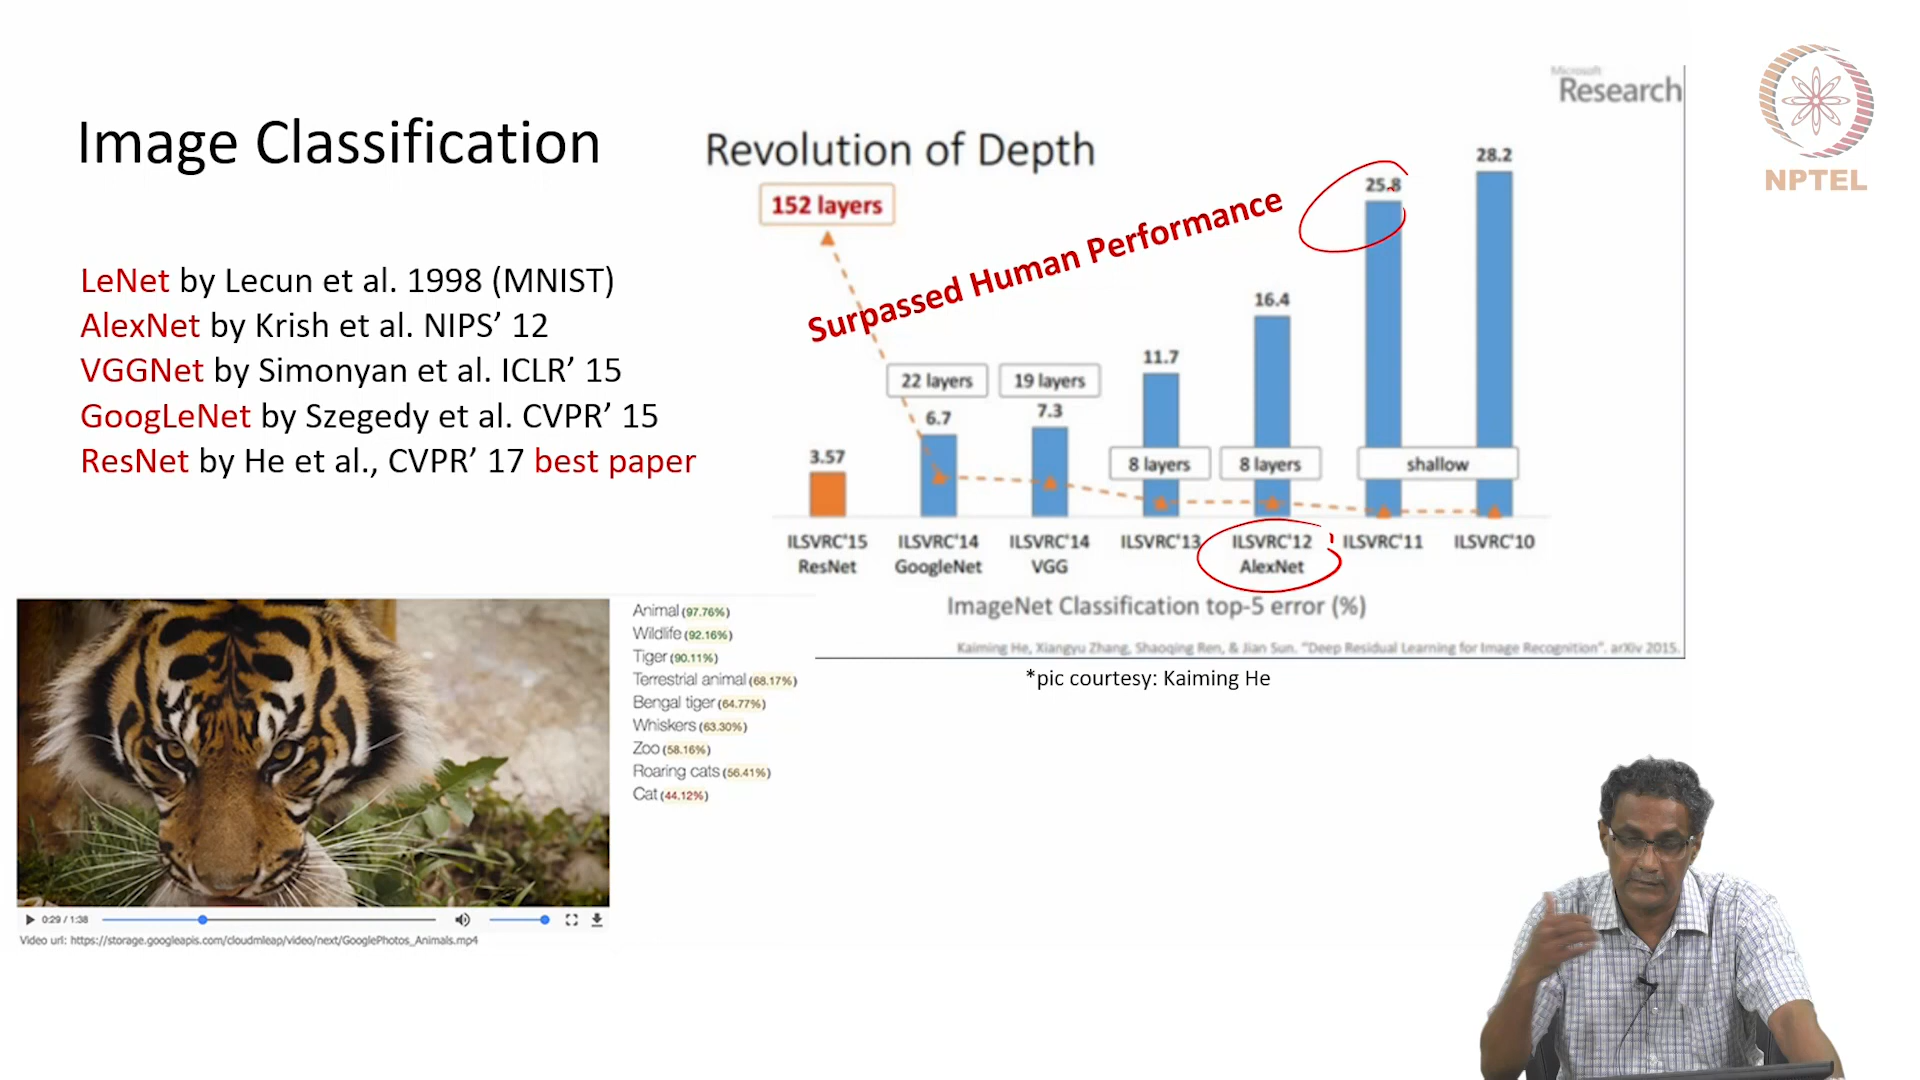 Image Classification
LeNet by Lecun et al. 1998 (MNIST)
AlexNet by Krish et al. NIPS’ 12
VGGNet by Simonyan et al. ICLR’ 15
GoogLeNet by Szegedy et al. CVPR’ 15
ResNet by He et al., CVPR’ 17 best paper
Microsoft
Research
Revolution of Depth
152 layers
Surpassed Human Performance
28.2
25.8
16.4
11.7
22 layers
19 layers
6.7
7.3
3.57
8 layers
8 layers
shallow
ILSVRC'15
ResNet
ILSVRC'14
GoogleNet
ILSVRC'14
VGG
ILSVRC'13
ILSVRC'12
AlexNet
ILSVRC'11
ILSVRC'10
ImageNet Classification top-5 error (%)
Kaiming He, Xiangyu Zhang, Shaoqing Ren, & Jian Sun. "Deep Residual Learning for Image Recognition". arXiv 2015.
*pic courtesy: Kaiming He
Animal (97.76%)
Wildlife (92.16%)
Tiger (90.11%)
Terrestrial animal (68.17%)
Bengal tiger (64.77%)
Whiskers (63.30%)
Zoo (58.16%)
Roaring cats (56.41%)
Cat (44.12%)
0:29 / 1:38
Video url: https://storage.googleapis.com/cloudmleap/video/next/GooglePhotos_Animals.mp4
NPTEL